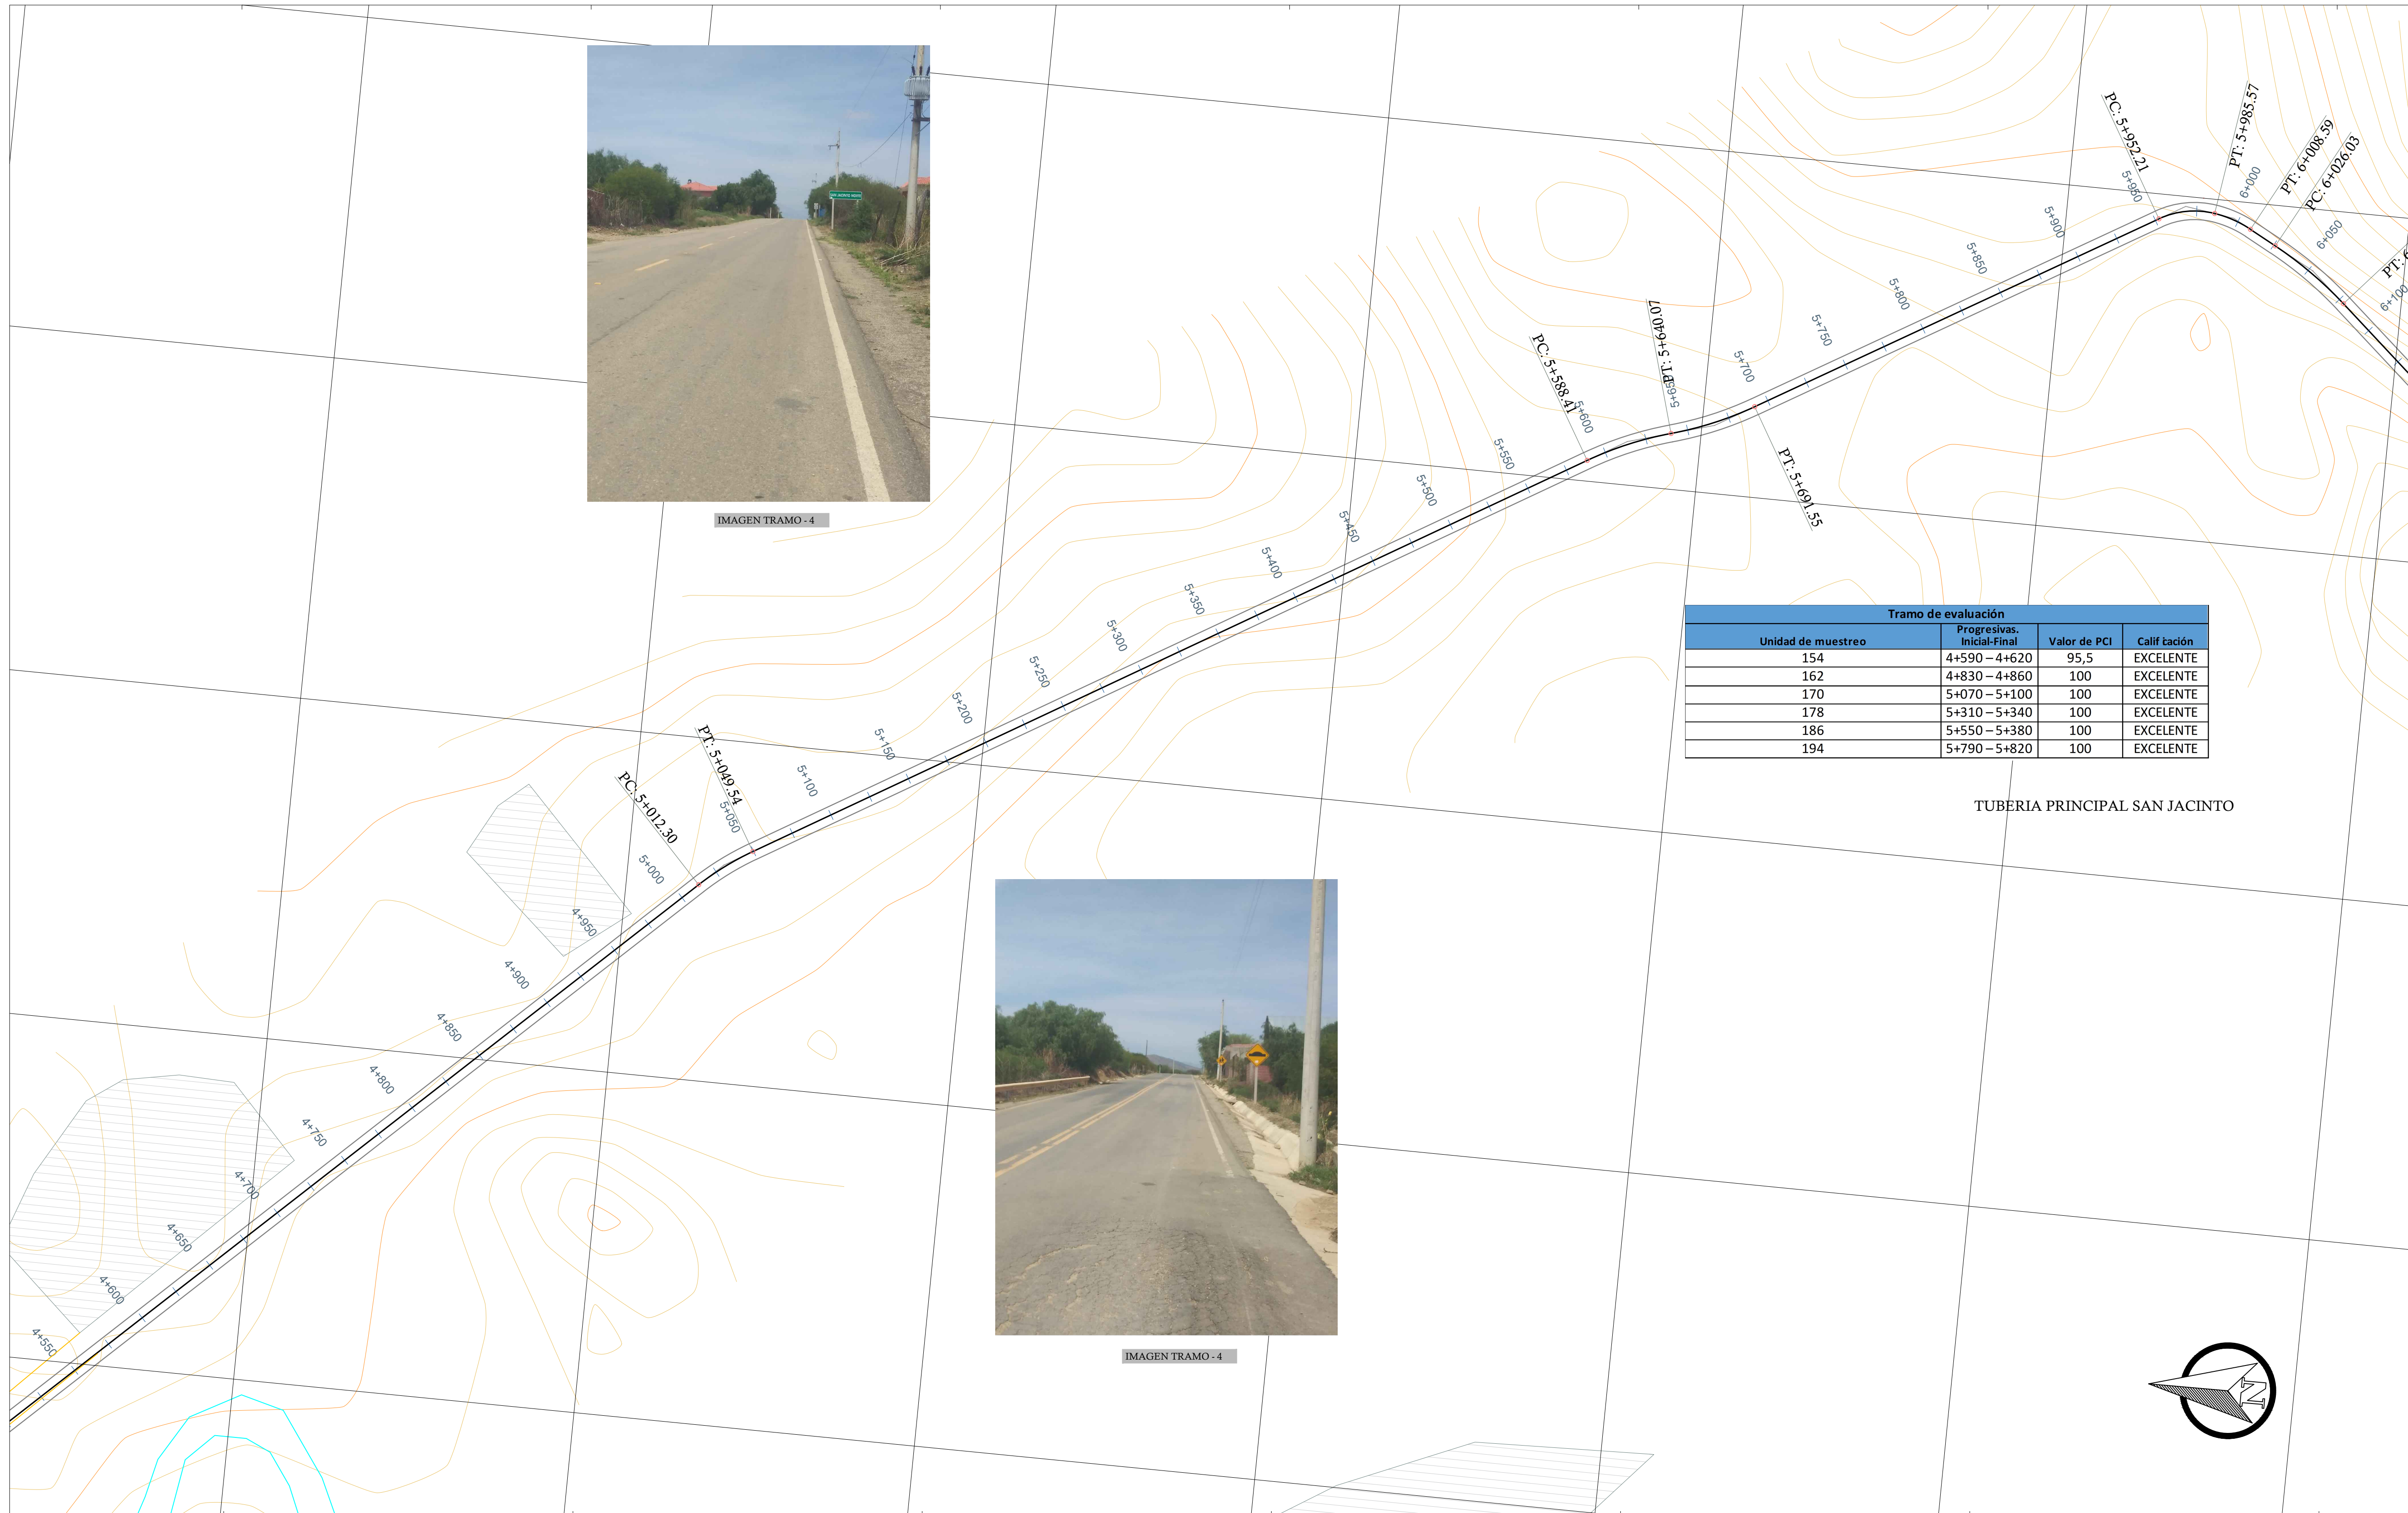 PC: 5+952.21
PT: 5+985.57
PT: 6+008.59
PC: 6+026.03
5+950
6+000
6+050
PT: 6
6+100
5+900
5+850
5+800
5+750
5+700
PT: 5+640.07
5+650
PC: 5+588.41
5+600
PT: 5+691.55
5+550
5+500
5+450
5+400
5+350
5+300
5+250
5+200
5+150
5+100
PT: 5+049.54
5+050
PC: 5+012.30
5+000
4+950
4+900
4+850
4+800
4+750
4+700
4+650
4+600
4+550
IMAGEN TRAMO - 4
Tramo de evaluación
Unidad de muestreo Progresivas. Inicial-Final Valor de PCI
154 4+590 – 4+620 95,5 EXCELENTE
162 4+830 – 4+860 100 EXCELENTE
170 5+070 – 5+100 100 EXCELENTE
178 5+310 – 5+340 100 EXCELENTE
186 5+550 – 5+380 100 EXCELENTE
194 5+790 – 5+820 100 EXCELENTE
TUBERIA PRINCIPAL SAN JACINTO
IMAGEN TRAMO - 4
N